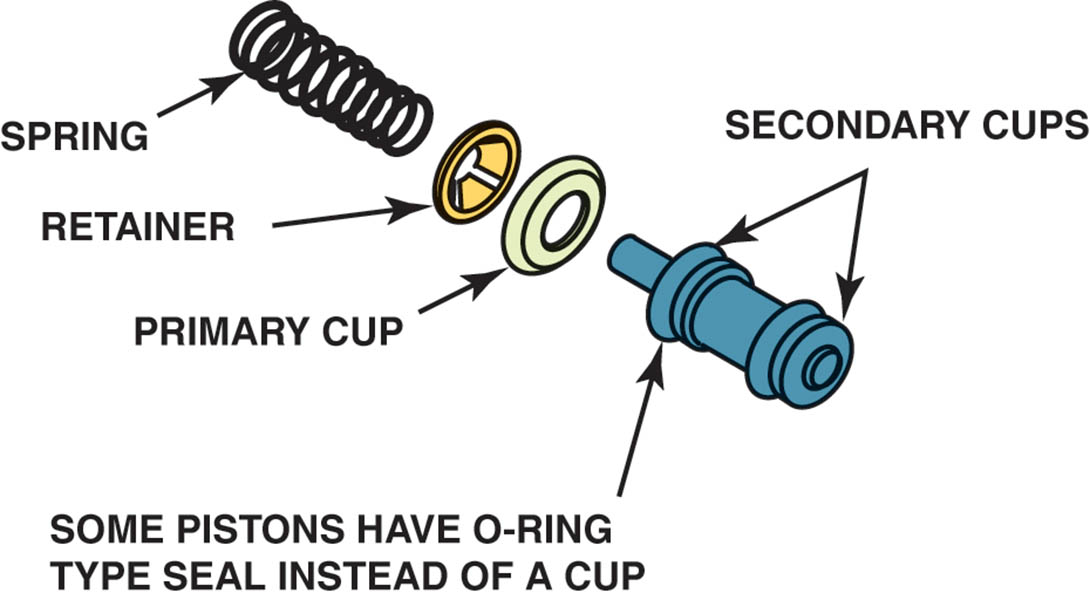 SPRING
SECONDARY CUPS
RETAINER
PRIMARY CUP
SOME PISTONS HAVE O-RING
TYPE SEAL INSTEAD OF A CUP